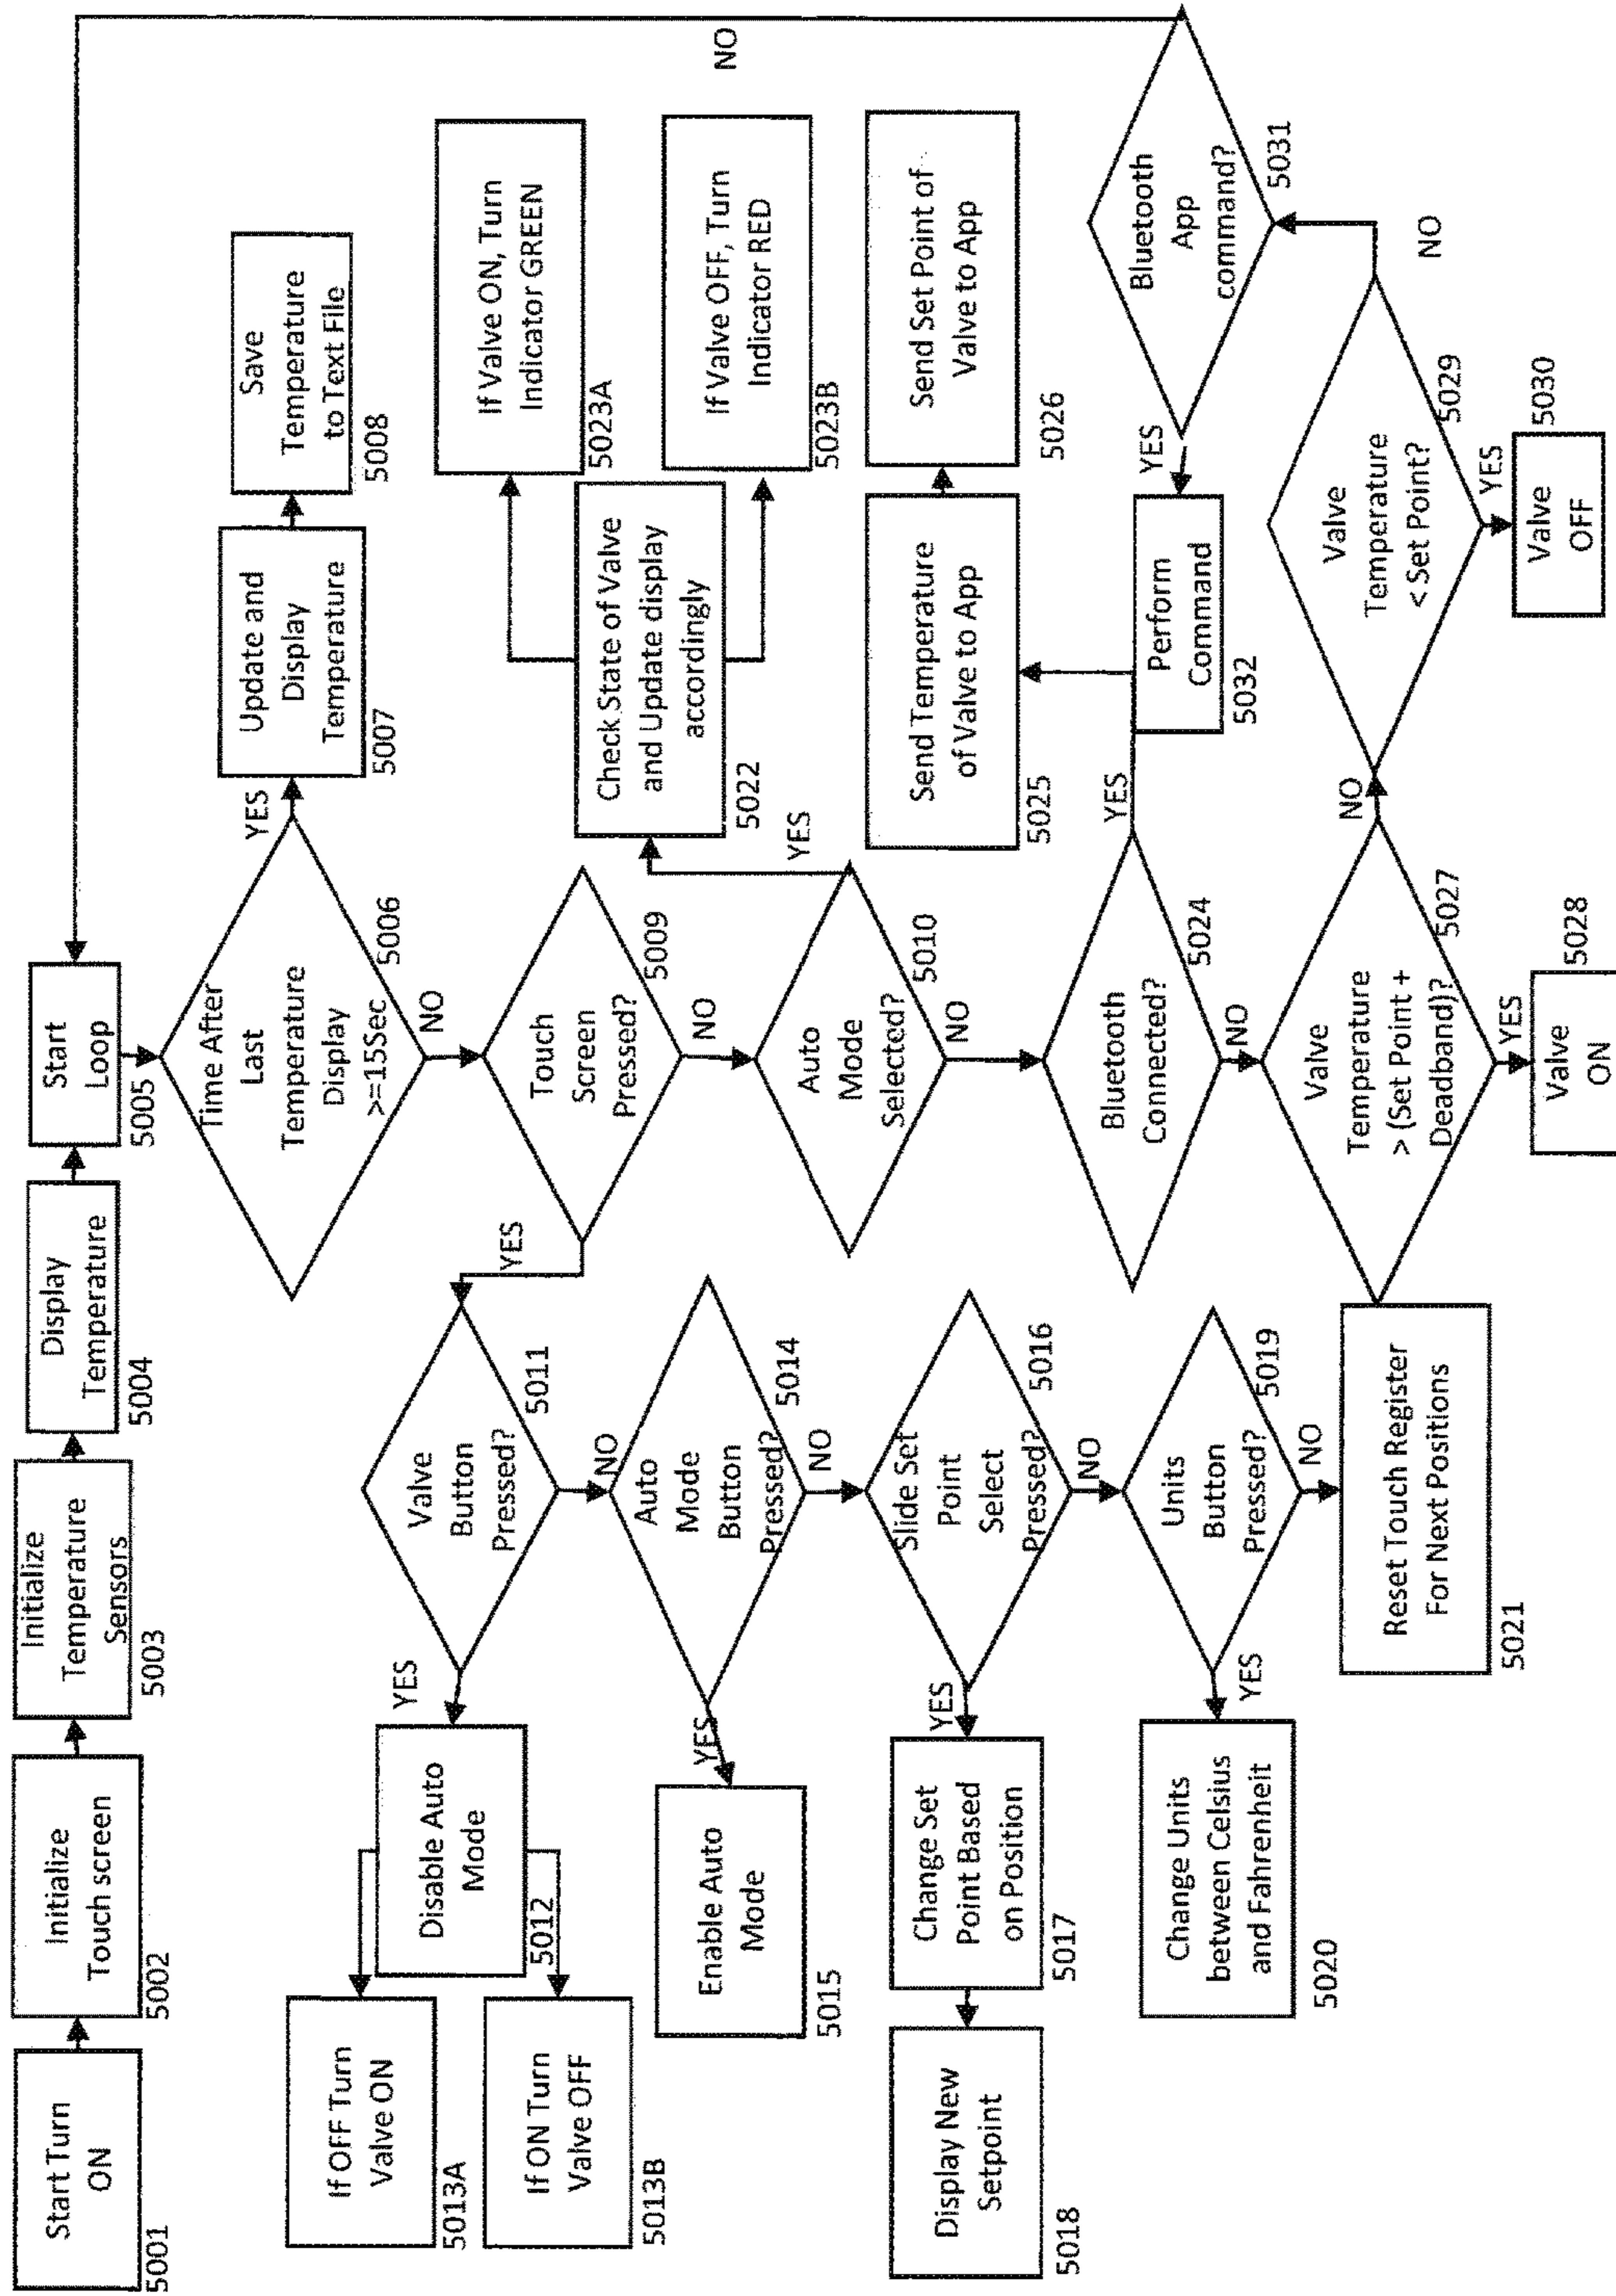 Start Turn
ON
5001
Initialize
Touch screen
5002
Initialize
Temperature
Sensors
5003
Display
Temperature
5004
Start
Loop
5005
Time After
Last
Temperature
Display
>=15Sec
5006
YES
NO
Update and
Display
Temperature
5007
Save
Temperature
to Text File
5008
Touch
Screen
Pressed?
5009
YES
NO
Auto
Mode
Selected?
5010
YES
NO
Valve
Button
Pressed?
5011
YES
NO
Disable Auto
Mode
5012
If OFF Turn
Valve ON
5013A
If ON Turn
Valve OFF
5013B
Auto
Mode
Button
Pressed?
5014
YES
NO
Enable Auto
Mode
5015
Slide Set
Point
Select
Pressed?
5016
YES
NO
Change Set
Point Based
on Position
5017
Display New
Setpoint
5018
Units
Button
Pressed?
5019
YES
NO
Change Units
between Celsius
and Fahrenheit
5020
Reset Touch Register
For Next Positions
5021
Check State of Valve
and Update display
accordingly
5022
If Valve ON, Turn
Indicator GREEN
5023A
If Valve OFF, Turn
Indicator RED
5023B
Bluetooth
Connected?
5024
YES
NO
Send Temperature
of Valve to App
5025
Send Set Point of
Valve to App
5026
Valve
Temperature
> (Set Point +
Deadband)?
5027
YES
NO
Valve
ON
5028
Valve
Temperature
< Set Point?
5029
YES
NO
Valve
OFF
5030
Bluetooth
App
command?
5031
YES
NO
Perform
Command
5032